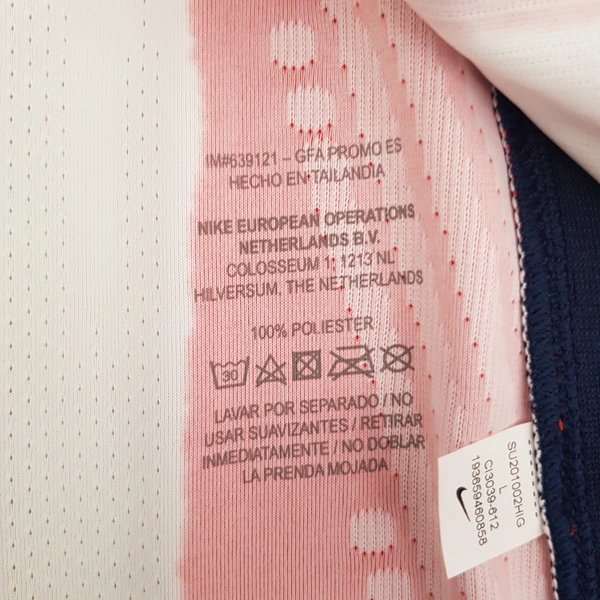 IM#639121 – GFA PROMO ES
HECHO EN TAILANDIA
NIKE EUROPEAN OPERATIONS
NETHERLANDS B.V.
COLOSSEUM 1; 1213 NL
HILVERSUM, THE NETHERLANDS
100% POLIESTER
30
LAVAR POR SEPARADO / NO
USAR SUAVIZANTES / RETIRAR
INMEDIATAMENTE / NO DOBLAR
LA PRENDA MOJADA
SU201002HIG
L
CI3039-612
193659460858